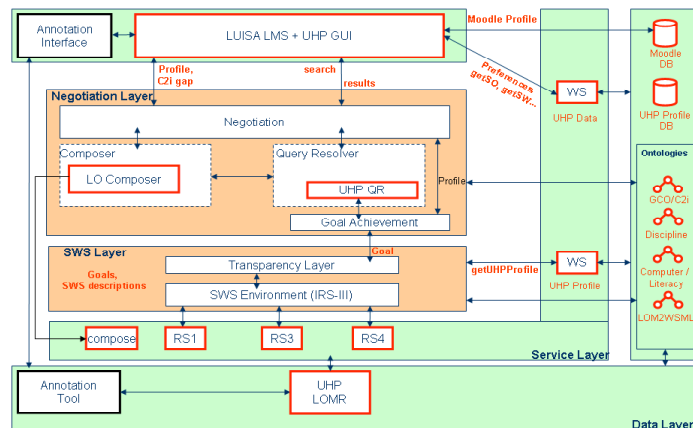 Annotation
Interface
LUISA LMS + UHP GUI
Moodle Profile
Moodle
DB
Profile,
C2i gap
search
results
Preferences,
getSO, getSW...
WS
UHP Data
UHP Profile
DB
Negotiation Layer
Negotiation
Composer
LO Composer
Query Resolver
UHP QR
Profile
Goal Achievement
Ontologies
GCO/C2i
Discipline
Computer /
Literacy
LOM2WSML
SWS Layer
Goal
Goals,
SWS descriptions
Transparency Layer
SWS Environment (IRS-III)
getUHPProfile
WS
UHP Profile
compose
RS1
RS3
RS4
Service Layer
Annotation
Tool
UHP
LOMR
Data Layer